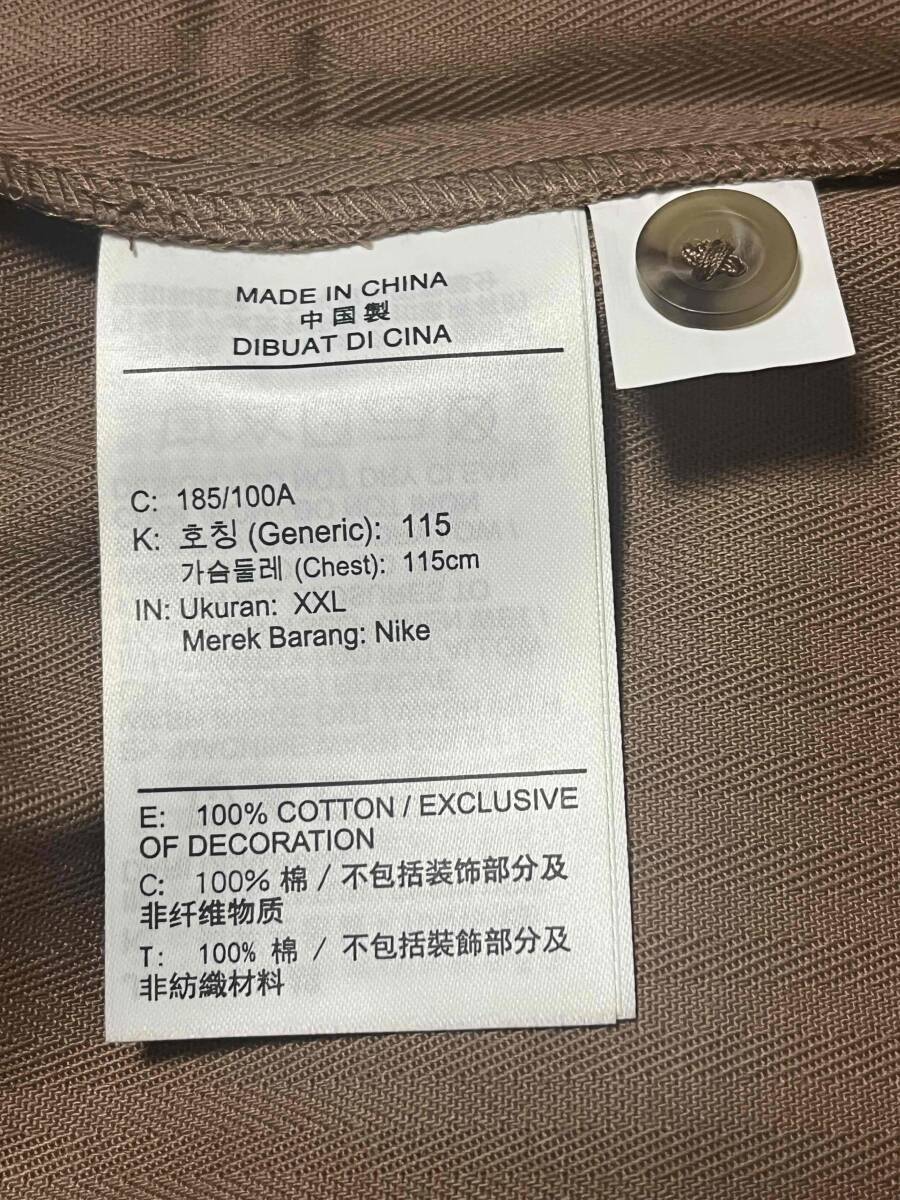 MADE IN CHINA
中国製
DIBUAT DI CINA
C: 185/100A
K: 호칭 (Generic): 115
가슴둘레 (Chest): 115cm
IN: Ukuran: XXL
Merek Barang: Nike
E: 100% COTTON / EXCLUSIVE
OF DECORATION
C: 100% 棉 / 不包括装饰部分及
非纤维物质
T: 100% 棉 / 不包括裝飾部分及
非紡織材料